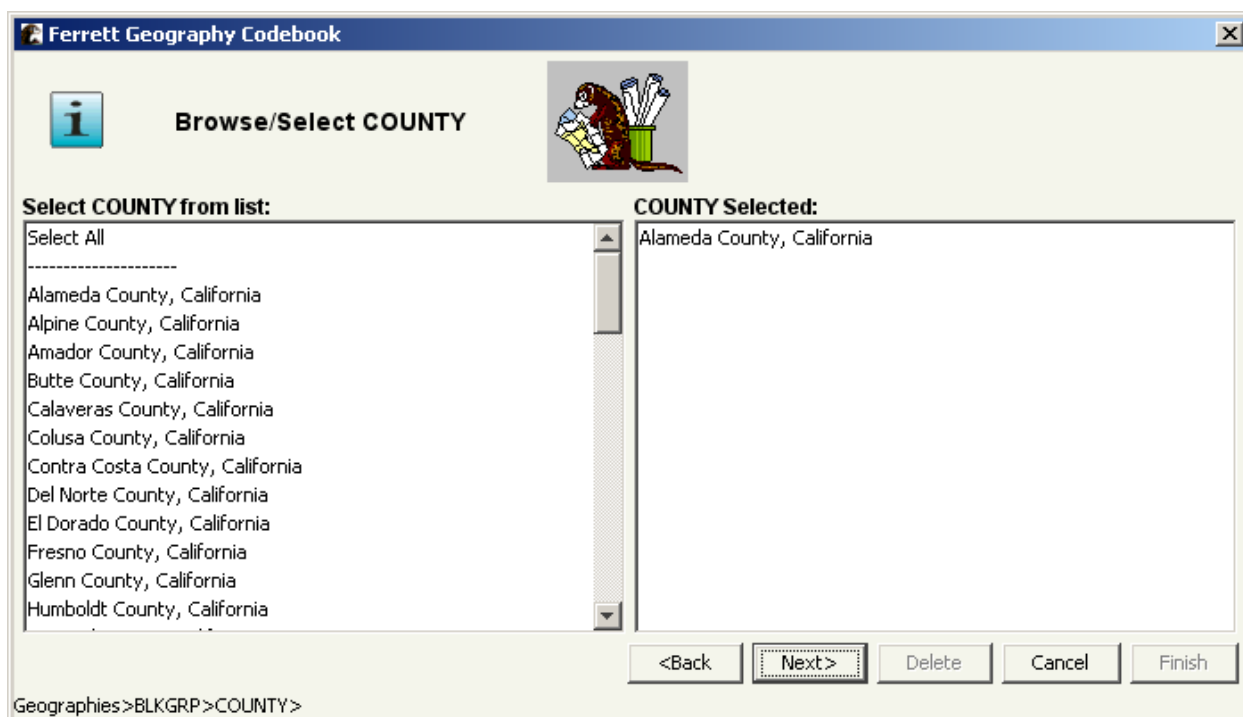 Ferrett Geography Codebook
Browse/Select COUNTY
Select COUNTY from list:
Select All
---------------------
Alameda County, California
Alpine County, California
Amador County, California
Butte County, California
Calaveras County, California
Colusa County, California
Contra Costa County, California
Del Norte County, California
El Dorado County, California
Fresno County, California
Glenn County, California
Humboldt County, California
COUNTY Selected:
Alameda County, California
<Back
Next>
Delete
Cancel
Finish
Geographies>BLKGRP>COUNTY>